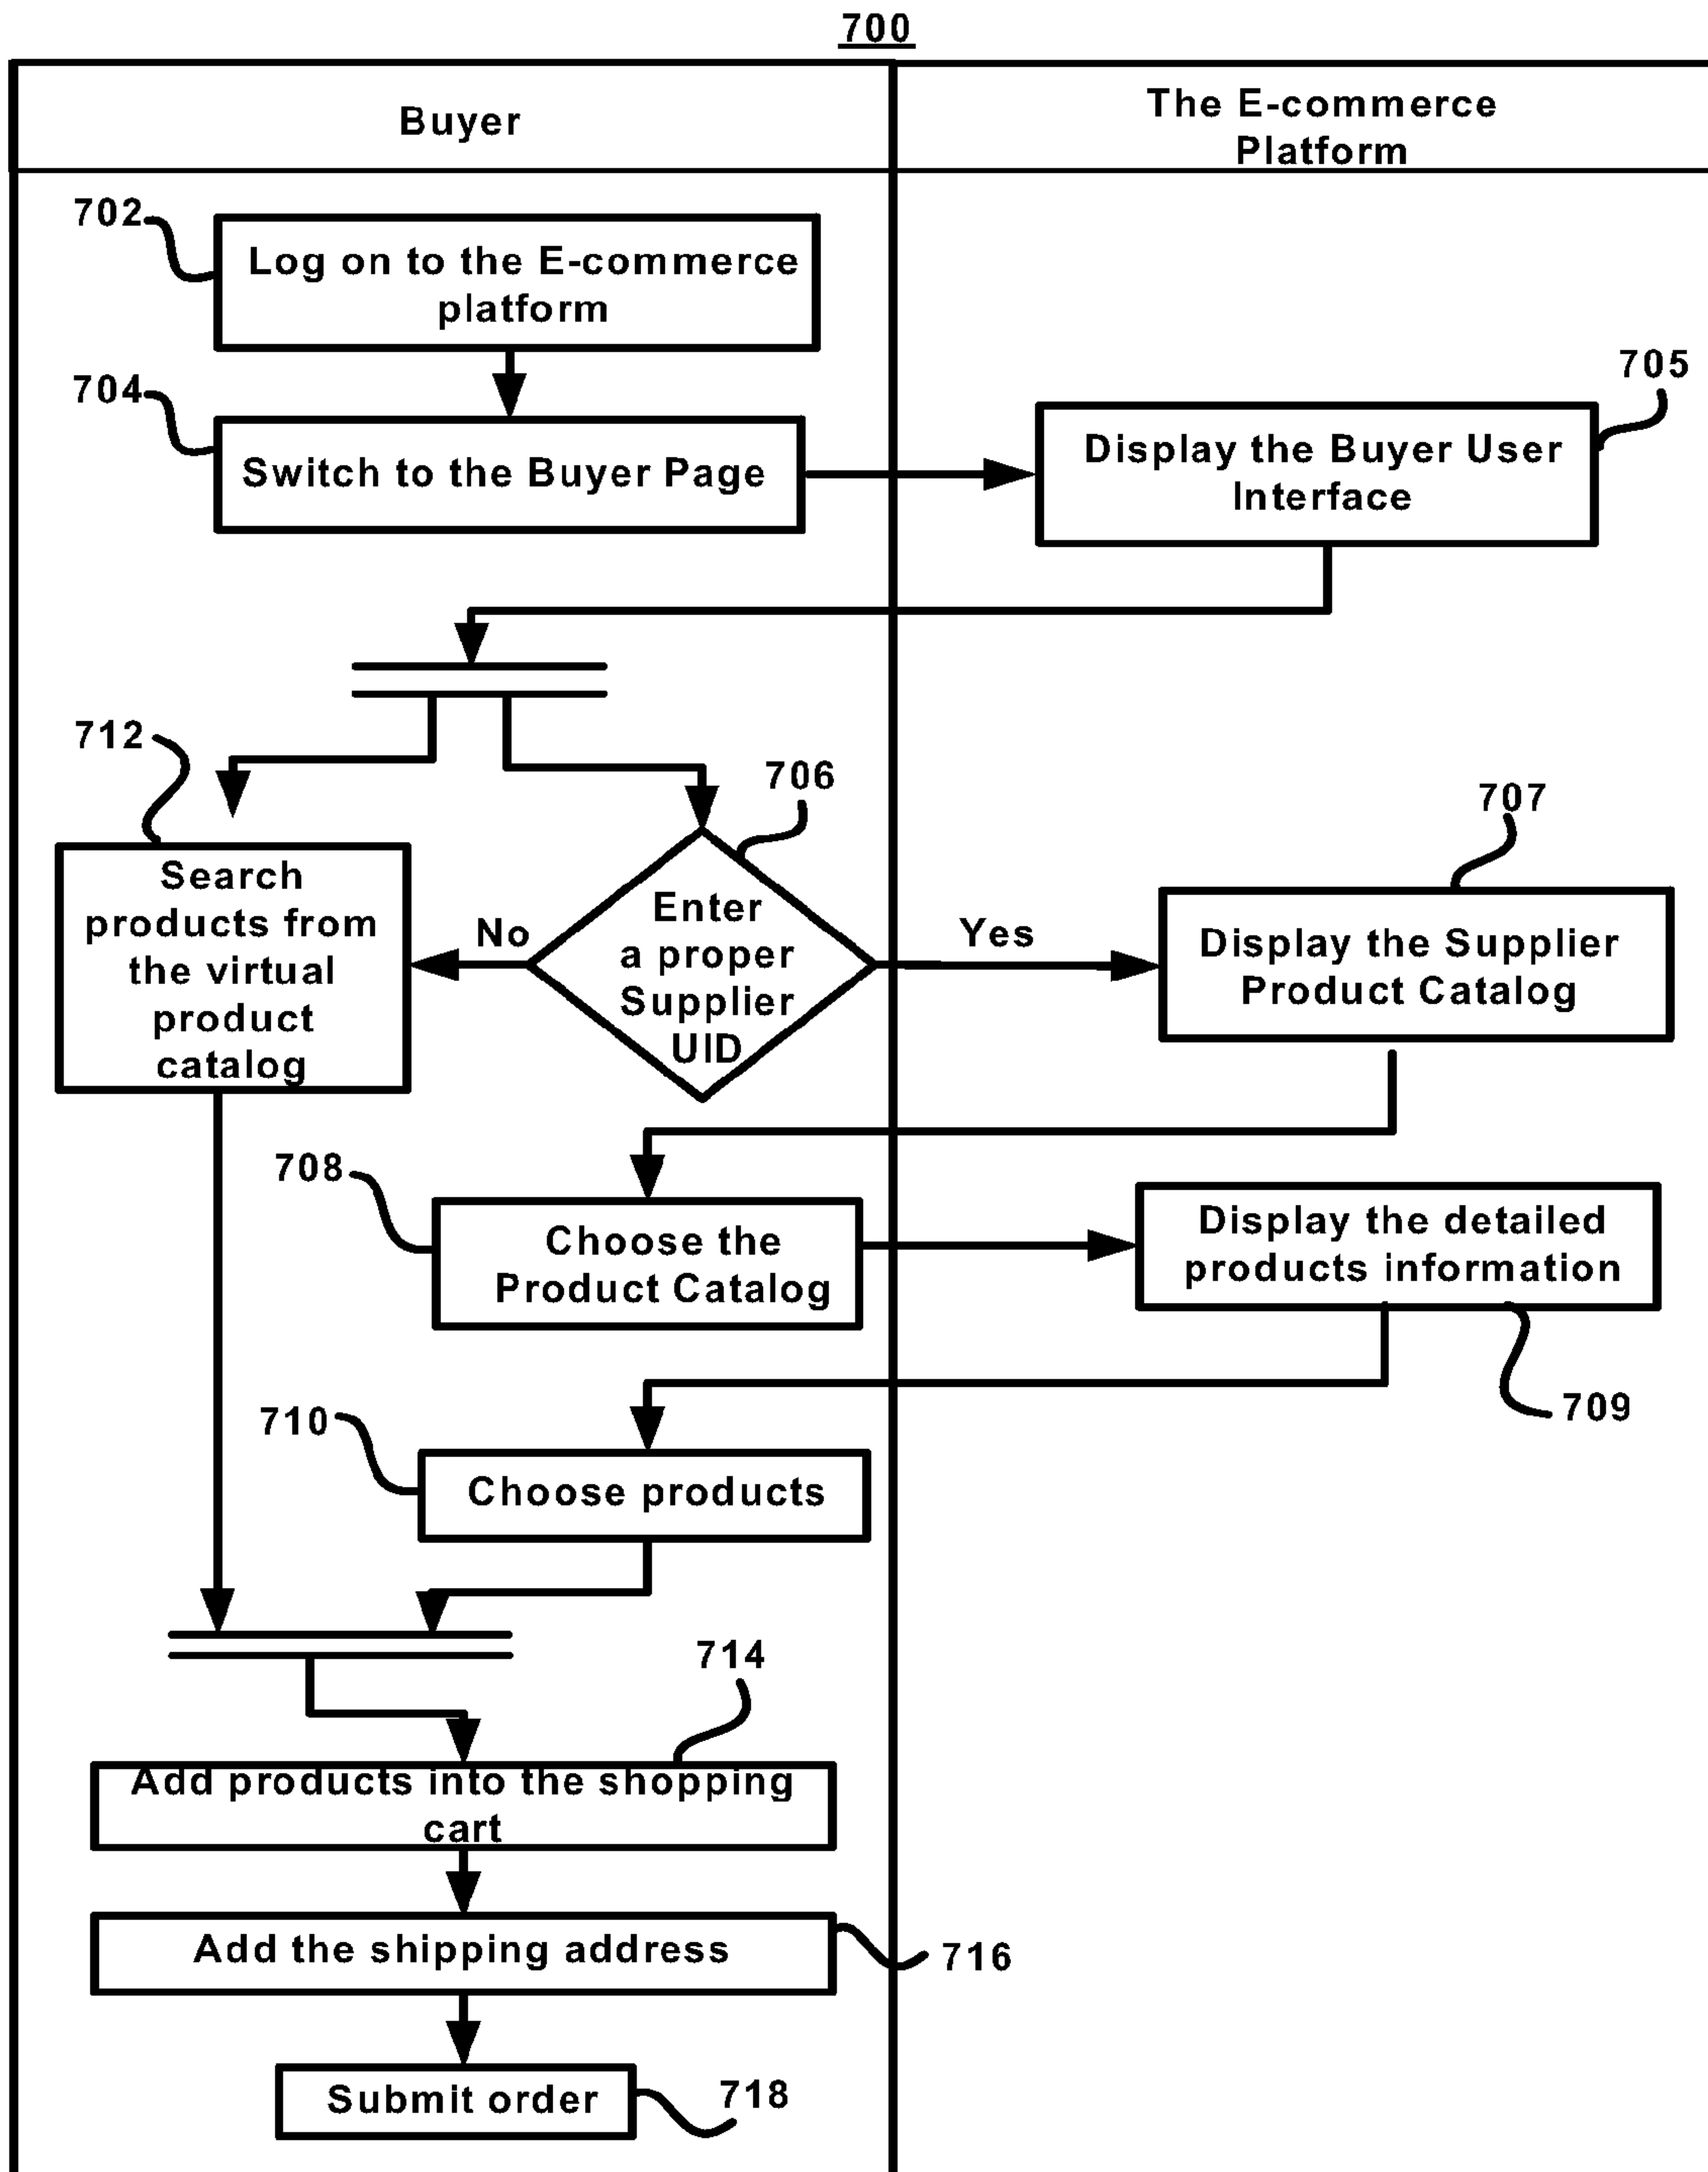 700
Buyer
The E-commerce
Platform
702
Log on to the E-commerce
platform
704
Switch to the Buyer Page
705
Display the Buyer User
Interface
712
706
707
Search
products from
the virtual
product
catalog
No
Enter
a proper
Supplier
UID
Yes
Display the Supplier
Product Catalog
708
Choose the
Product Catalog
Display the detailed
products information
709
710
Choose products
714
Add products into the shopping
cart
Add the shipping address
716
Submit order
718